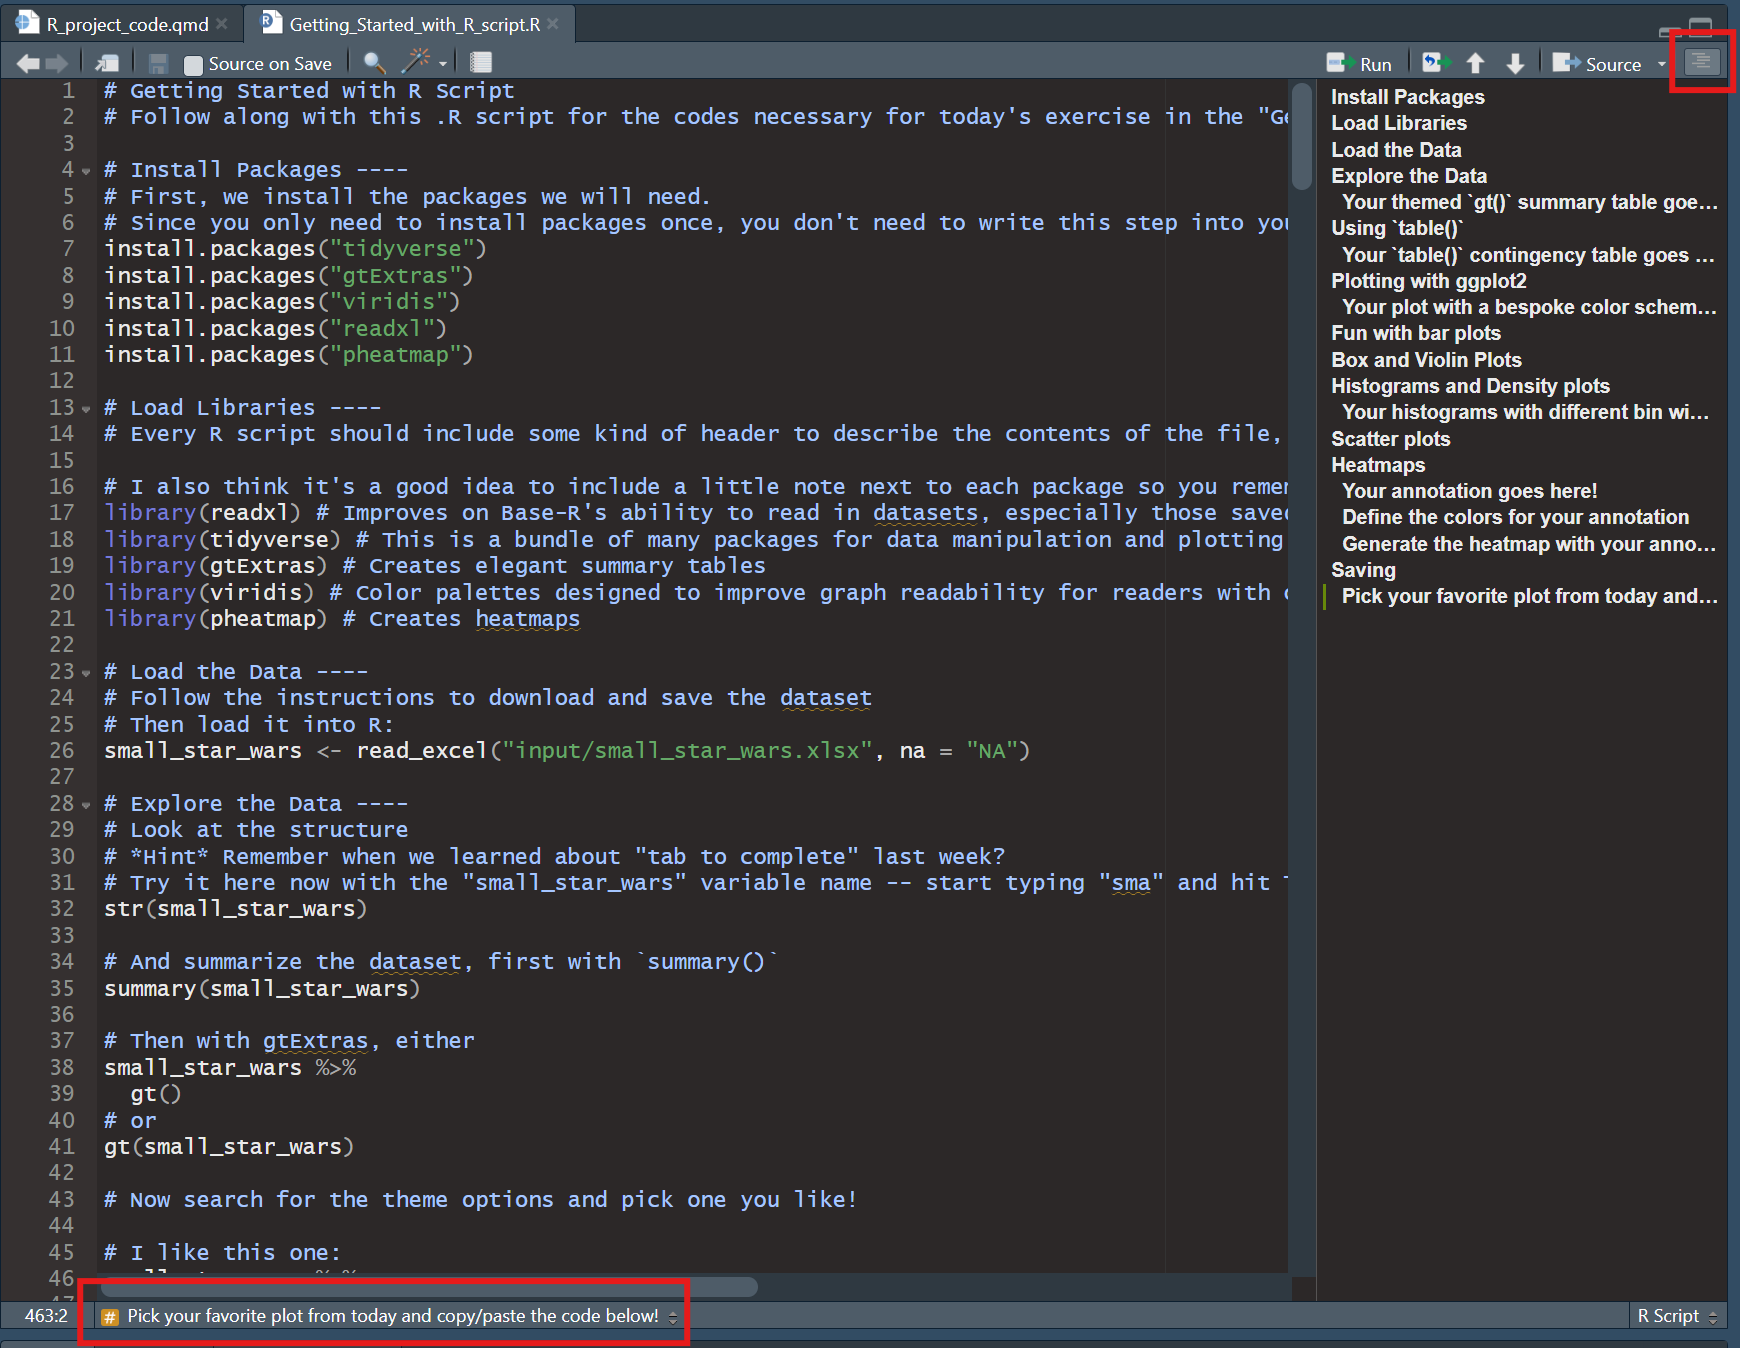 R_project_code.qmd
Getting_Started_with_R_script.R
Source on Save
Run
Source
1 # Getting Started with R Script
2 # Follow along with this .R script for the codes necessary for today's exercise in the "Ge
3
4 # Install Packages ----
5 # First, we install the packages we will need.
6 # Since you only need to install packages once, you don't need to write this step into you
7 install.packages("tidyverse")
8 install.packages("gtExtras")
9 install.packages("viridis")
10 install.packages("readxl")
11 install.packages("pheatmap")
12
13 # Load Libraries ----
14 # Every R script should include some kind of header to describe the contents of the file,
15
16 # I also think it's a good idea to include a little note next to each package so you remem
17 library(readxl) # Improves on Base-R's ability to read in datasets, especially those saved
18 library(tidyverse) # This is a bundle of many packages for data manipulation and plotting
19 library(gtExtras) # Creates elegant summary tables
20 library(viridis) # Color palettes designed to improve graph readability for readers with c
21 library(pheatmap) # Creates heatmaps
22
23 # Load the Data ----
24 # Follow the instructions to download and save the dataset
25 # Then load it into R:
26 small_star_wars <- read_excel("input/small_star_wars.xlsx", na = "NA")
27
28 # Explore the Data ----
29 # Look at the structure
30 # *Hint* Remember when we learned about "tab to complete" last week?
31 # Try it here now with the "small_star_wars" variable name -- start typing "sma" and hit
32 str(small_star_wars)
33
34 # And summarize the dataset, first with `summary()`
35 summary(small_star_wars)
36
37 # Then with gtExtras, either
38 small_star_wars %>%
39 gt()
40 # or
41 gt(small_star_wars)
42
43 # Now search for the theme options and pick one you like!
44
45 # I like this one:
46
Install Packages
Load Libraries
Load the Data
Explore the Data
Your themed `gt()` summary table goe...
Using `table()`
Your `table()` contingency table goes ...
Plotting with ggplot2
Your plot with a bespoke color schem...
Fun with bar plots
Box and Violin Plots
Histograms and Density plots
Your histograms with different bin wi...
Scatter plots
Heatmaps
Your annotation goes here!
Define the colors for your annotation
Generate the heatmap with your anno...
Saving
Pick your favorite plot from today and...
463:2
# Pick your favorite plot from today and copy/paste the code below!
R Script